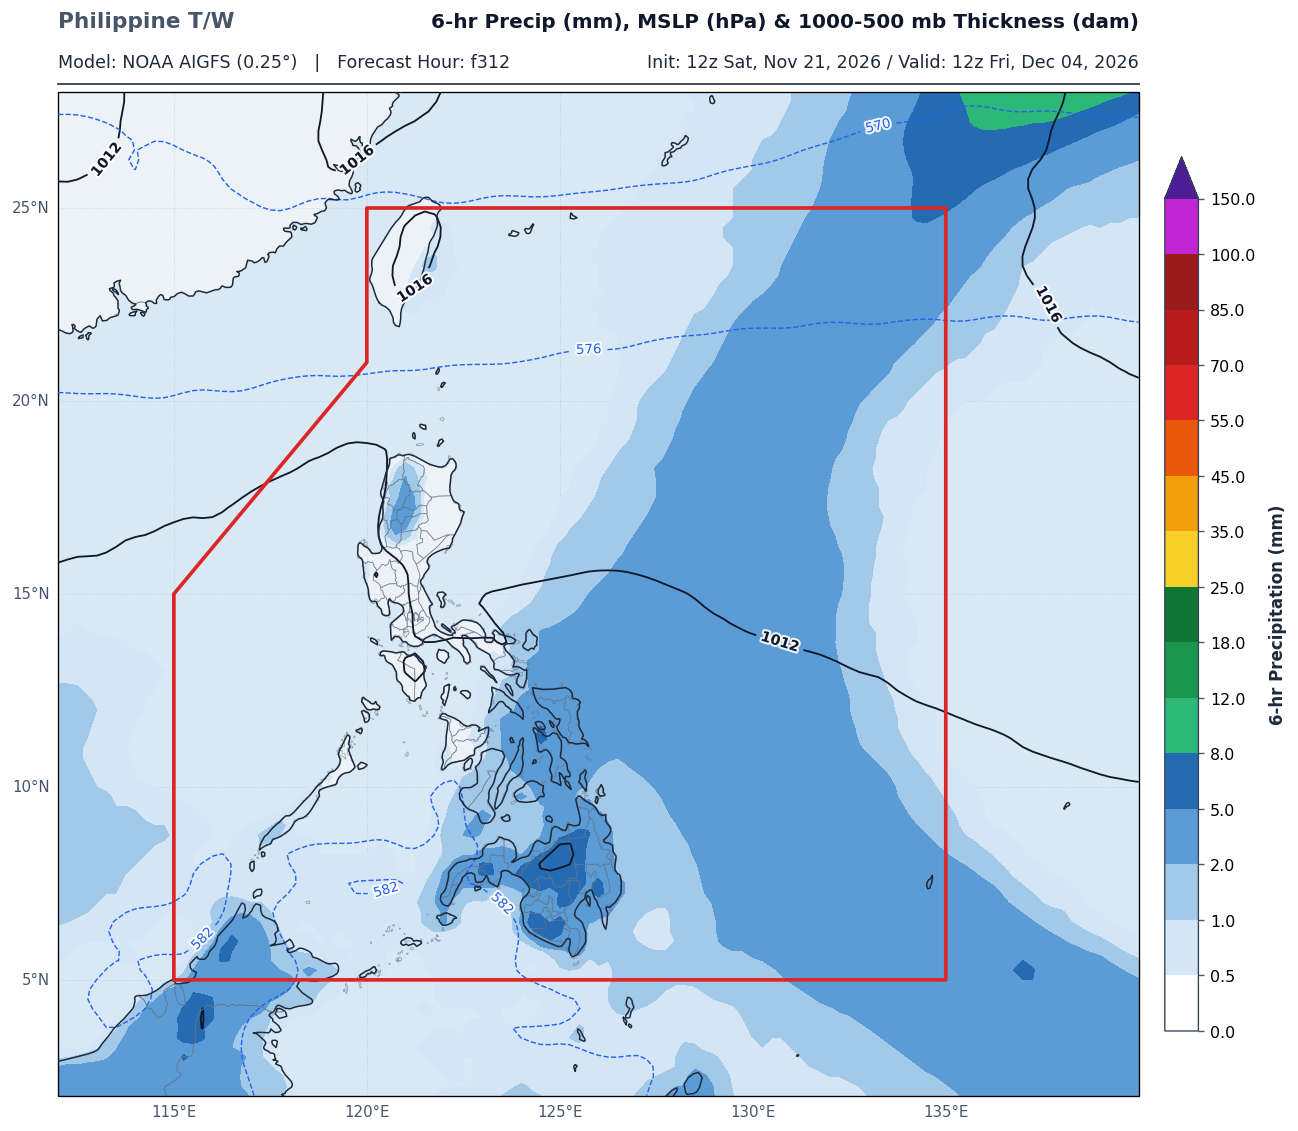 Philippine T/W
6-hr Precip (mm), MSLP (hPa) & 1000-500 mb Thickness (dam)
Model: NOAA AIGFS (0.25°) | Forecast Hour: f312
Init: 12z Sat, Nov 21, 2026 / Valid: 12z Fri, Dec 04, 2026
570
1012
1016
25°N
1016
1016
576
20°N
15°N
1012
10°N
582
582
582
5°N
115°E
120°E
125°E
130°E
135°E
150.0
100.0
85.0
70.0
55.0
45.0
35.0
25.0
18.0
12.0
8.0
5.0
2.0
1.0
0.5
0.0
6-hr Precipitation (mm)